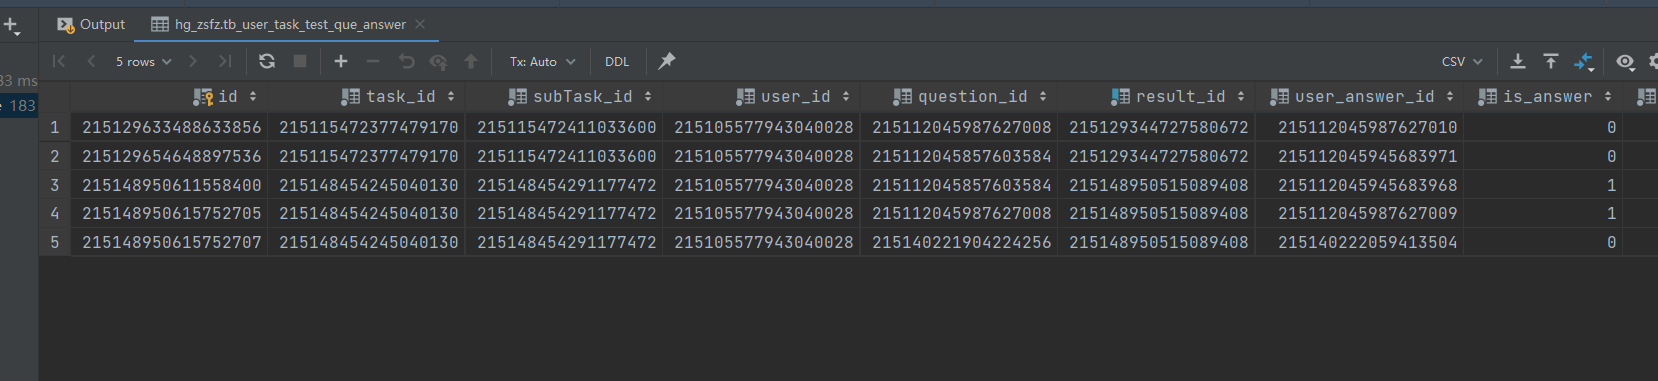 Output hg_zsfz.tb_user_task_test_que_answer
5 rows Tx: Auto DDL CSV
83 ms
183
id task_id subTask_id user_id question_id result_id user_answer_id is_answer
1 215129633488633856 215115472377479170 215115472411033600 215105577943040028 215112045987627008 215129344727580672 215112045987627010 0
2 215129654648897536 215115472377479170 215115472411033600 215105577943040028 215112045857603584 215129344727580672 215112045945683971 0
3 215148950611558400 215148454245040130 215148454291177472 215105577943040028 215112045857603584 215148950515089408 215112045945683968 1
4 215148950615752705 215148454245040130 215148454291177472 215105577943040028 215112045987627008 215148950515089408 215112045987627009 1
5 215148950615752707 215148454245040130 215148454291177472 215105577943040028 215140221904224256 215148950515089408 215140222059413504 0